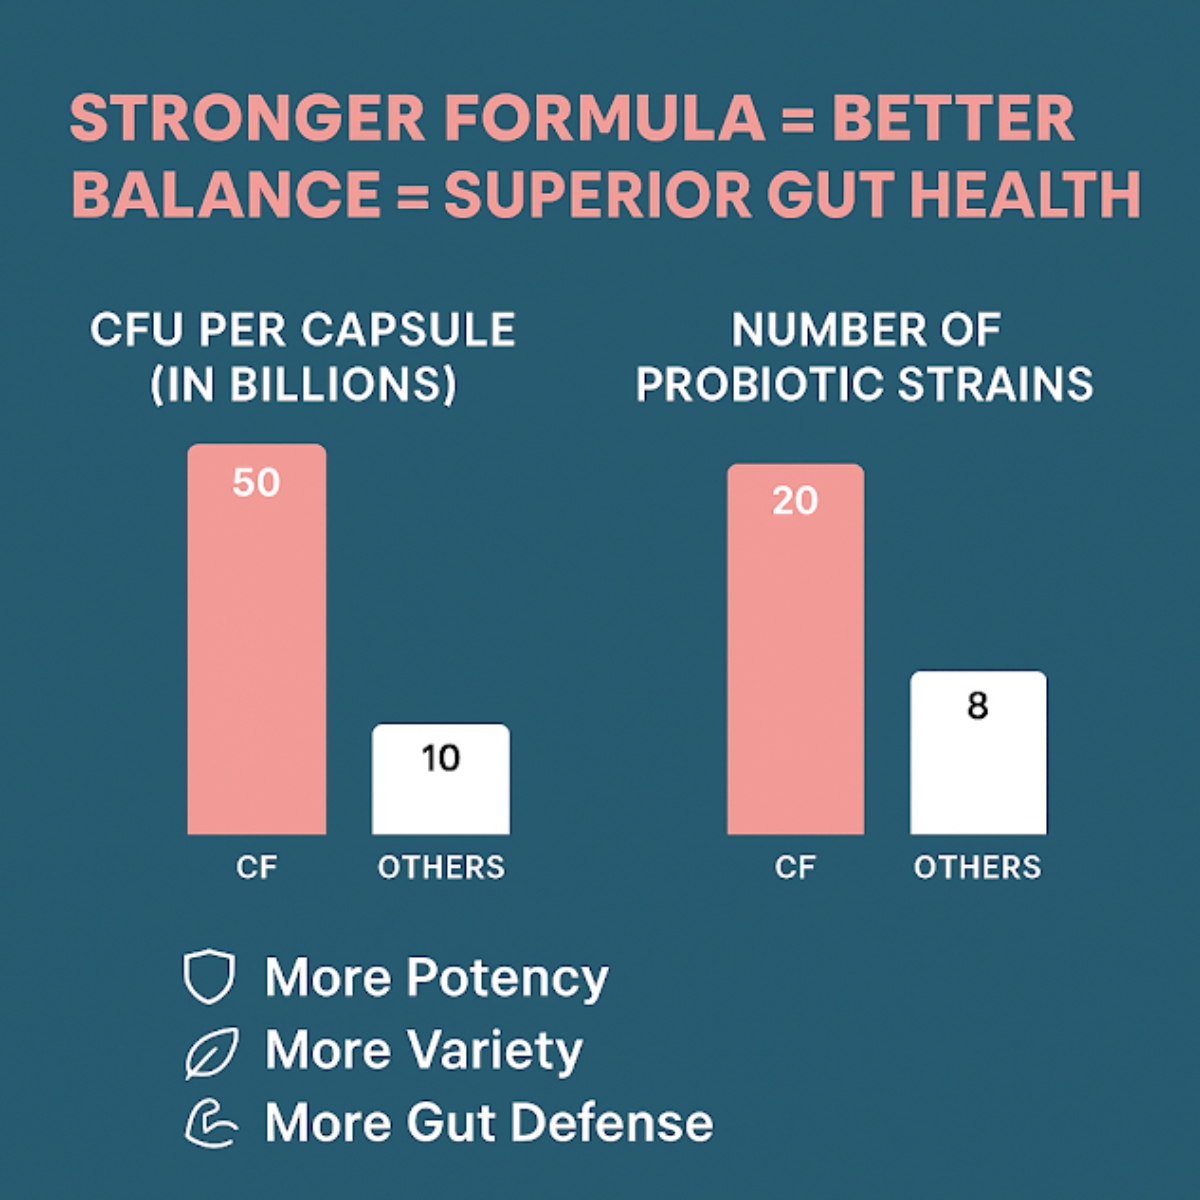 STRONGER FORMULA = BETTER
BALANCE = SUPERIOR GUT HEALTH
CFU PER CAPSULE
(IN BILLIONS)
50
10
CF
OTHERS
NUMBER OF
PROBIOTIC STRAINS
20
8
CF
OTHERS
More Potency
More Variety
More Gut Defense